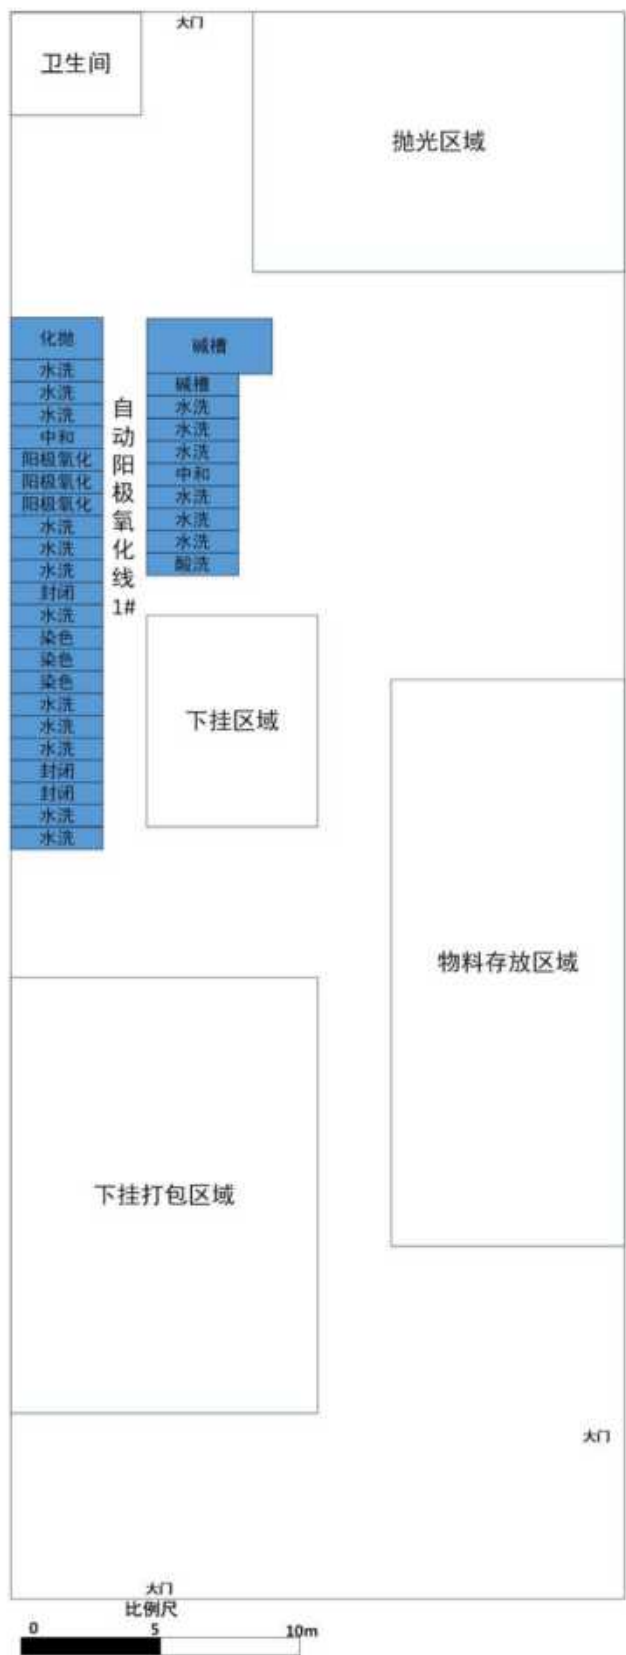 大门
卫生间
抛光区域
化抛
水洗
水洗
水洗
中和
阳极氧化
阳极氧化
阳极氧化
水洗
水洗
水洗
封闭
水洗
染色
染色
染色
水洗
水洗
水洗
封闭
封闭
水洗
水洗
自动阳极氧化线1#
碱槽
碱槽
水洗
水洗
水洗
中和
水洗
水洗
水洗
酸洗
下挂区域
物料存放区域
下挂打包区域
大门
大门
比例尺
0 5 10m